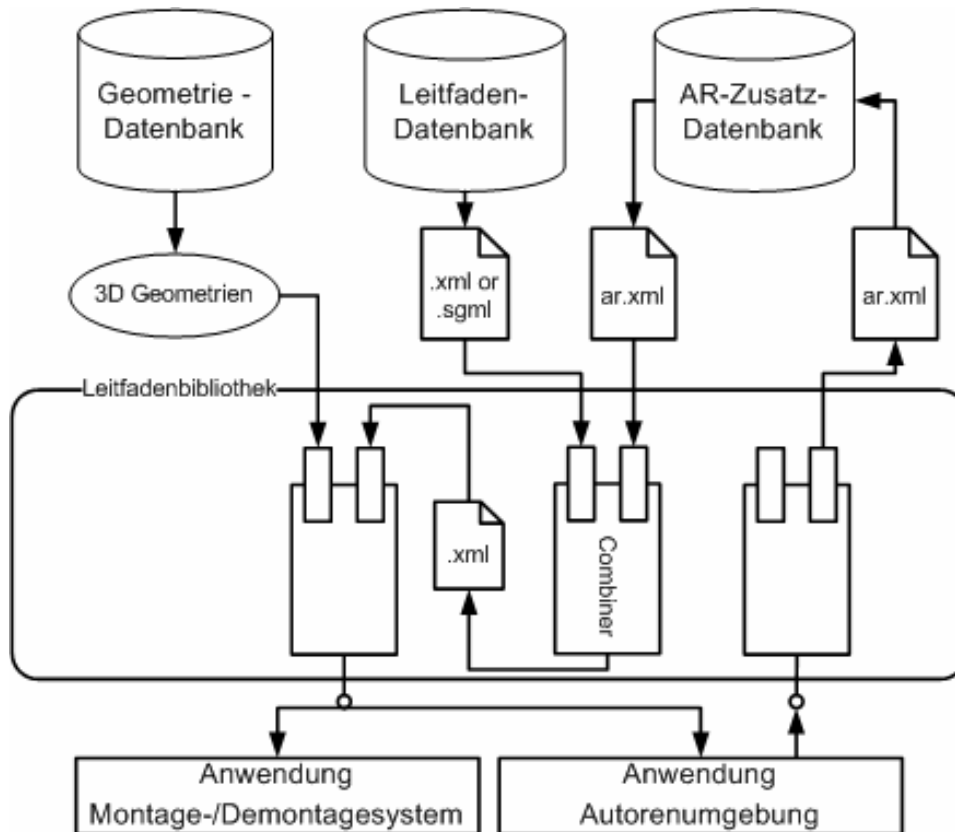 Geometrie -
Datenbank
Leitfaden-
Datenbank
AR-Zusatz-
Datenbank
3D Geometrien
.xml or
.sgml
ar.xml
ar.xml
Leitfadenbibliothek
.xml
Combiner
Anwendung
Montage-/Demontagesystem
Anwendung
Autorenumgebung